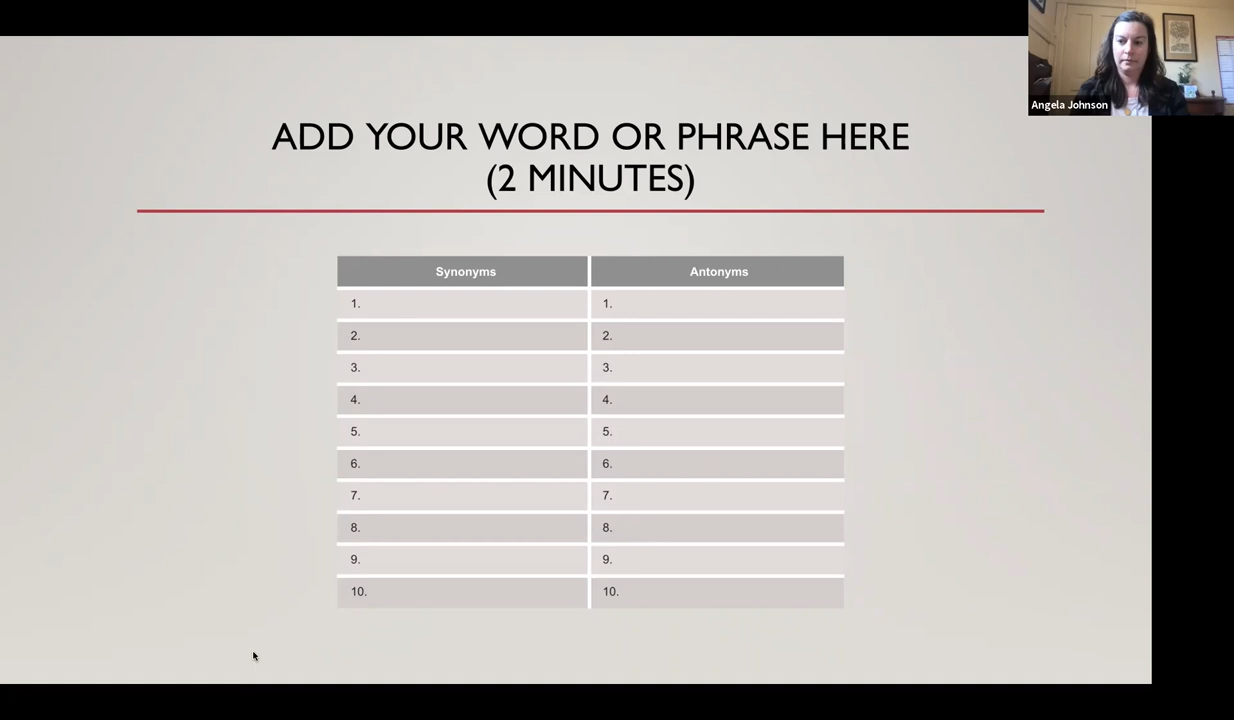 ADD YOUR WORD OR PHRASE HERE
(2 MINUTES)
Synonyms Antonyms
1. 1.
2. 2.
3. 3.
4. 4.
5. 5.
6. 6.
7. 7.
8. 8.
9. 9.
10. 10.
Angela Johnson